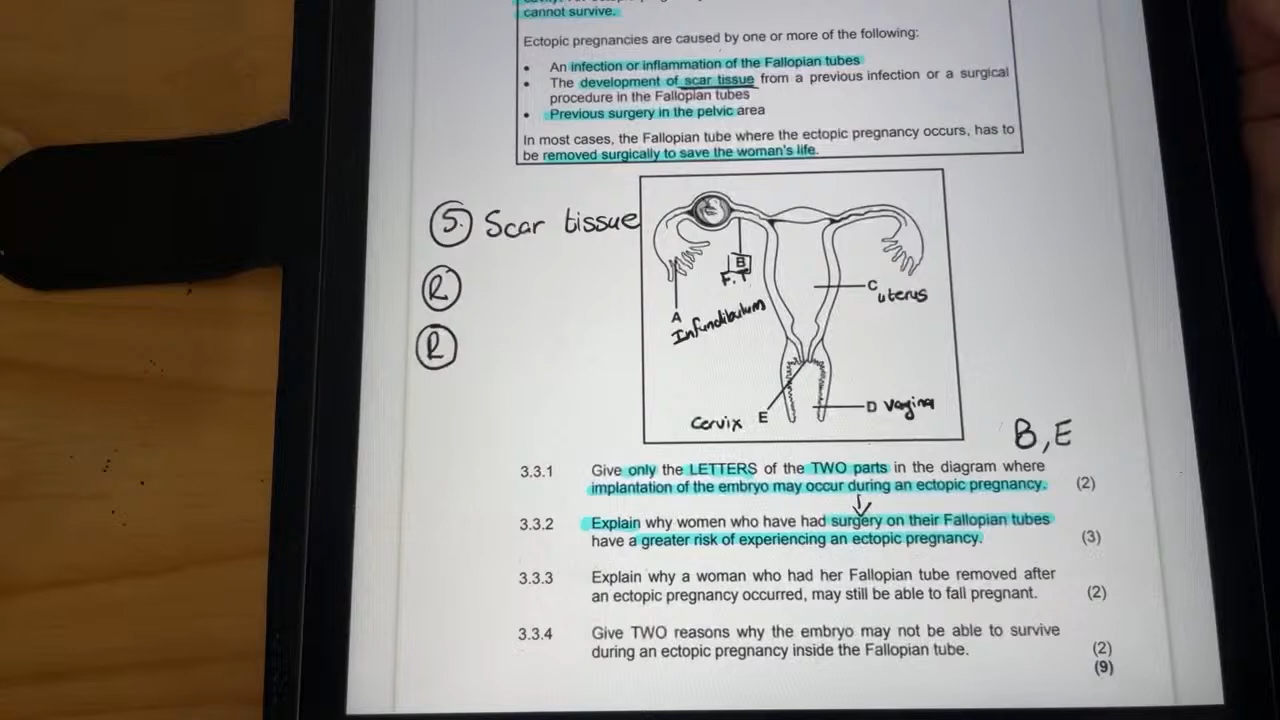 cannot survive.
Ectopic pregnancies are caused by one or more of the following:
• An infection or inflammation of the Fallopian tubes
• The development of scar tissue from a previous infection or a surgical
procedure in the Fallopian tubes
• Previous surgery in the pelvic area
In most cases, the Fallopian tube where the ectopic pregnancy occurs, has to
be removed surgically to save the woman's life.
S. Scar tissue
R
R
B
F.T
A
Infundibulum
C uterus
Cervix E
D vagina
B, E
3.3.1 Give only the LETTERS of the TWO parts in the diagram where
implantation of the embryo may occur during an ectopic pregnancy. (2)
3.3.2 Explain why women who have had surgery on their Fallopian tubes
have a greater risk of experiencing an ectopic pregnancy. (3)
3.3.3 Explain why a woman who had her Fallopian tube removed after
an ectopic pregnancy occurred, may still be able to fall pregnant. (2)
3.3.4 Give TWO reasons why the embryo may not be able to survive
during an ectopic pregnancy inside the Fallopian tube. (2)
(9)